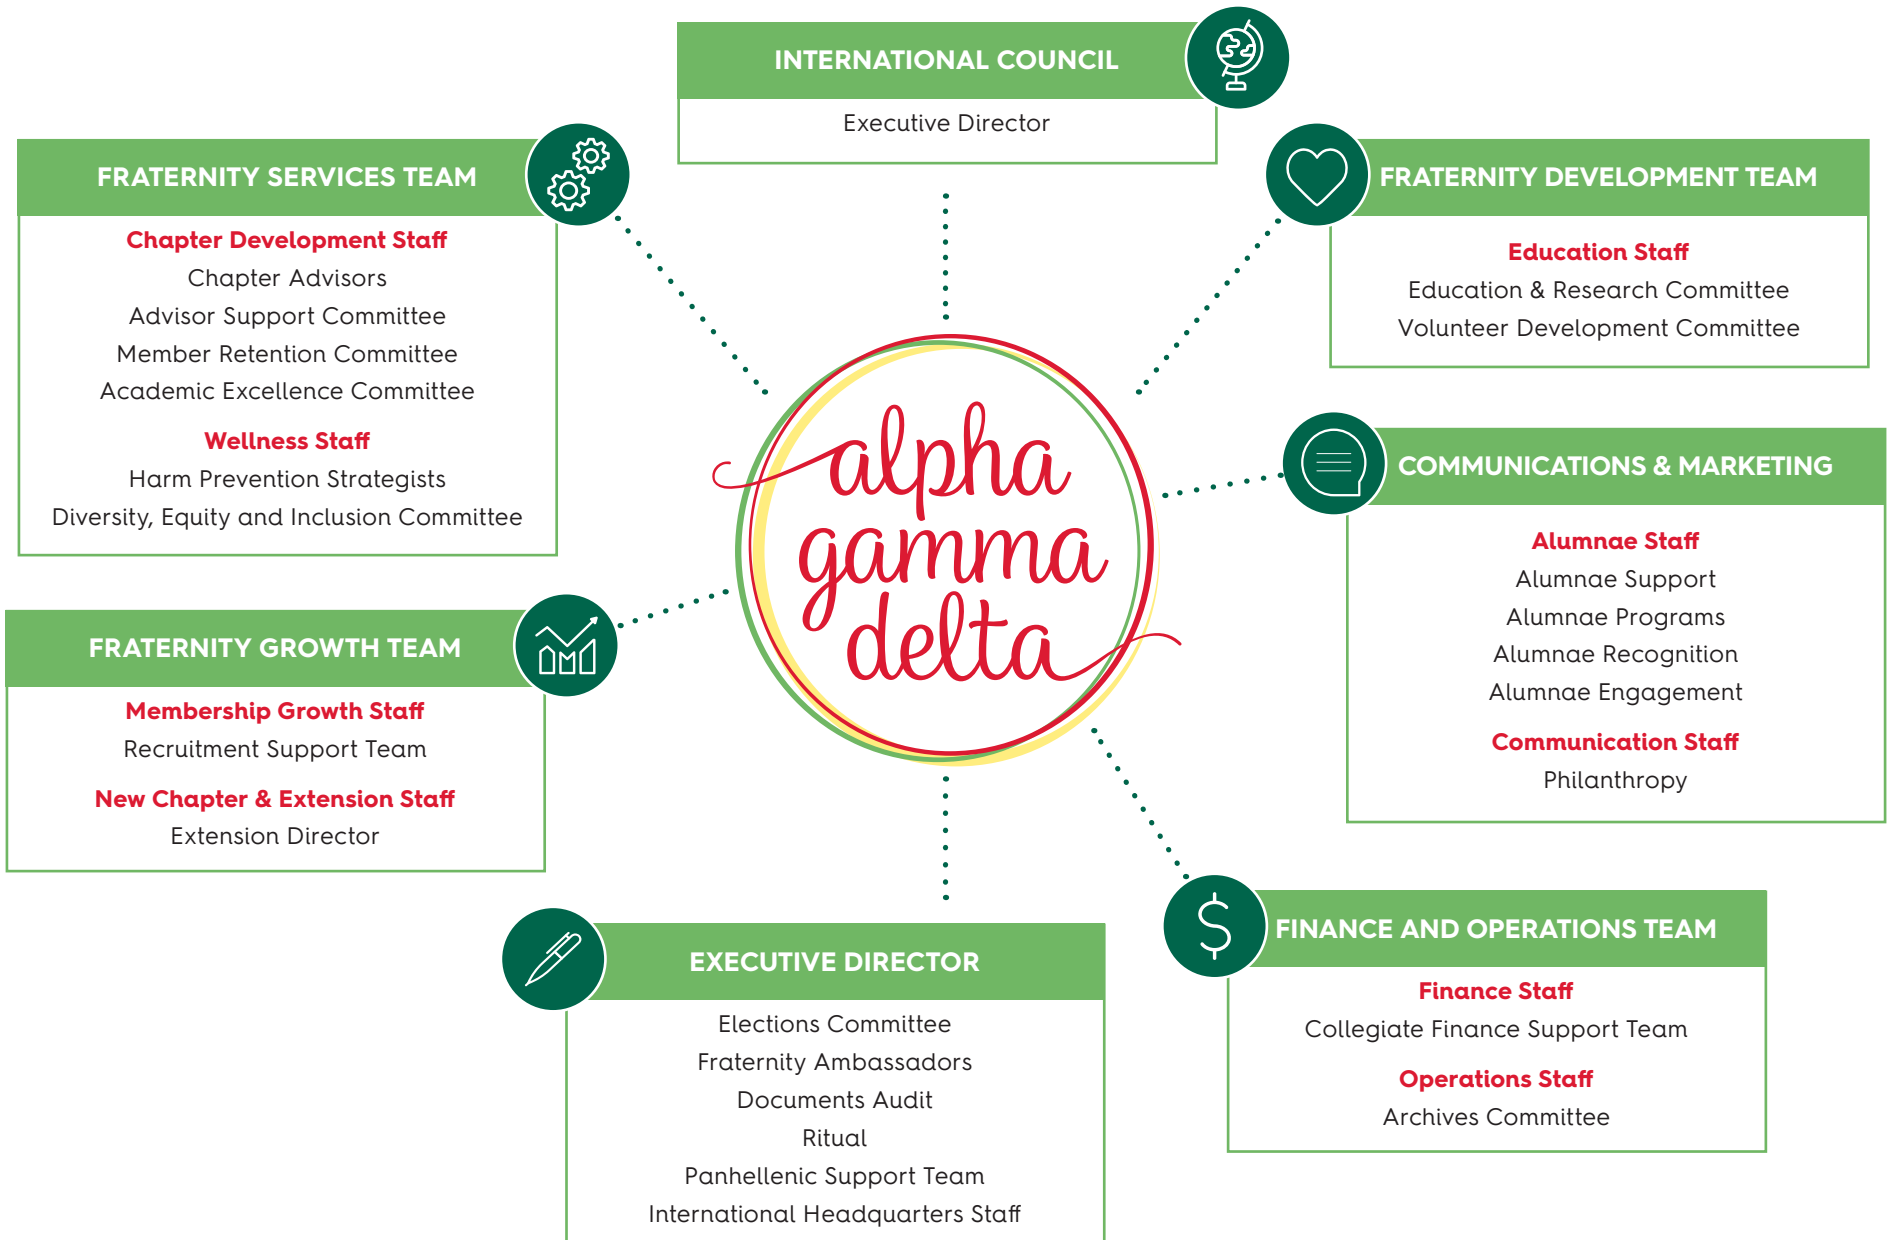 INTERNATIONAL COUNCIL
Executive Director
FRATERNITY SERVICES TEAM
Chapter Development Staff
Chapter Advisors
Advisor Support Committee
Member Retention Committee
Academic Excellence Committee
Wellness Staff
Harm Prevention Strategists
Diversity, Equity and Inclusion Committee
FRATERNITY DEVELOPMENT TEAM
Education Staff
Education & Research Committee
Volunteer Development Committee
alpha
gamma
delta
COMMUNICATIONS & MARKETING
Alumnae Staff
Alumnae Support
Alumnae Programs
Alumnae Recognition
Alumnae Engagement
Communication Staff
Philanthropy
FRATERNITY GROWTH TEAM
Membership Growth Staff
Recruitment Support Team
New Chapter & Extension Staff
Extension Director
EXECUTIVE DIRECTOR
Elections Committee
Fraternity Ambassadors
Documents Audit
Ritual
Panhellenic Support Team
International Headquarters Staff
$
FINANCE AND OPERATIONS TEAM
Finance Staff
Collegiate Finance Support Team
Operations Staff
Archives Committee